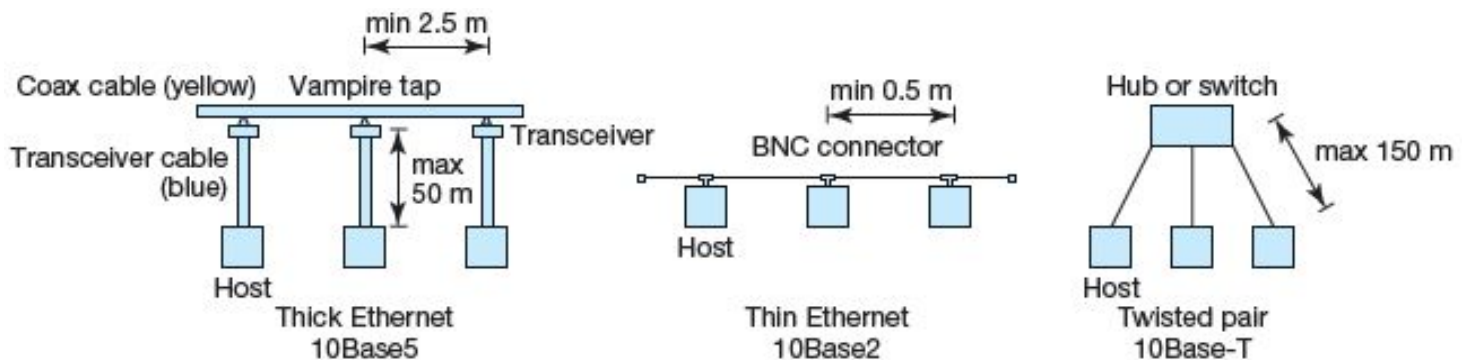 min 2.5 m
Coax cable (yellow) Vampire tap
Transceiver
Transceiver cable
(blue)
max
50 m
Host
Thick Ethernet
10Base5
min 0.5 m
BNC connector
Host
Thin Ethernet
10Base2
Hub or switch
max 150 m
Host
Twisted pair
10Base-T